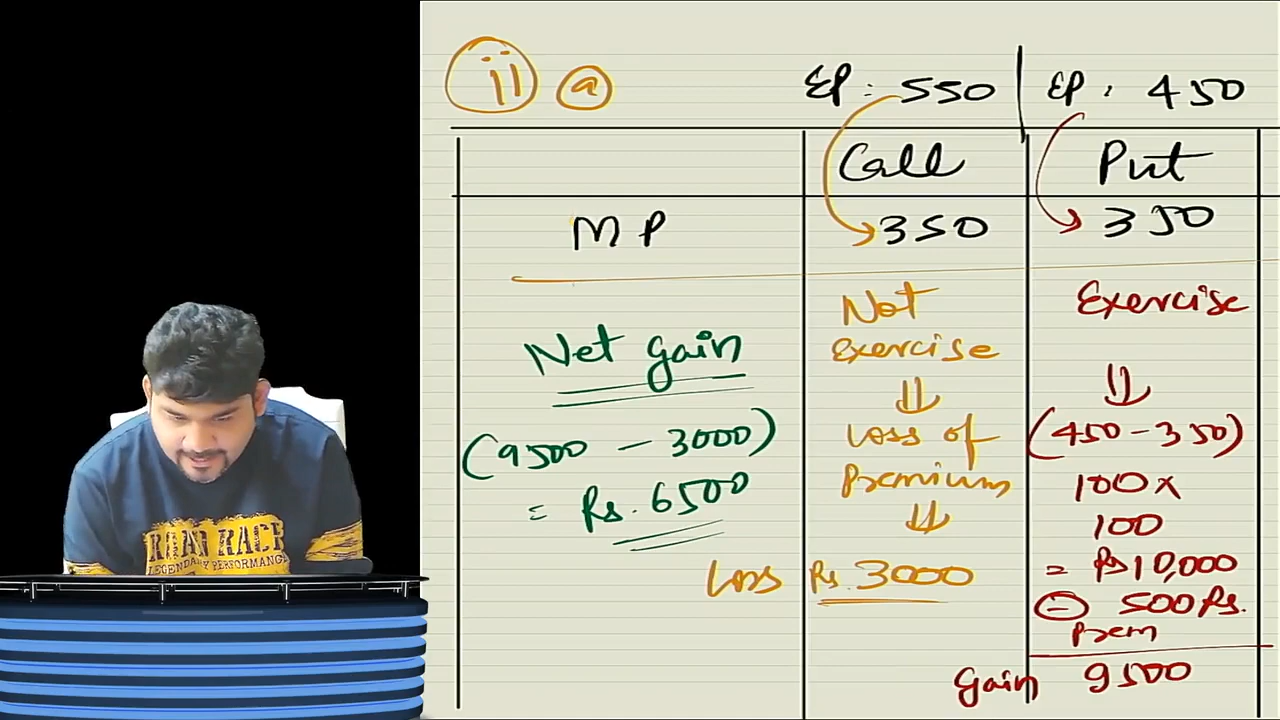 ii a EP: 550 EP: 450
Call Put
MP 350 350
Not Exercise
Exercise
Net gain
⇓ ⇓
(9500 - 3000) Loss of (450-350)
= Rs. 6500 Premium 100 x
⇓ 100
Loss Rs. 3000 = Rs 10,000
⊖ 500 Rs.
Prem
Gain 9500
RACE
LEGENDARY PERFORMANCE